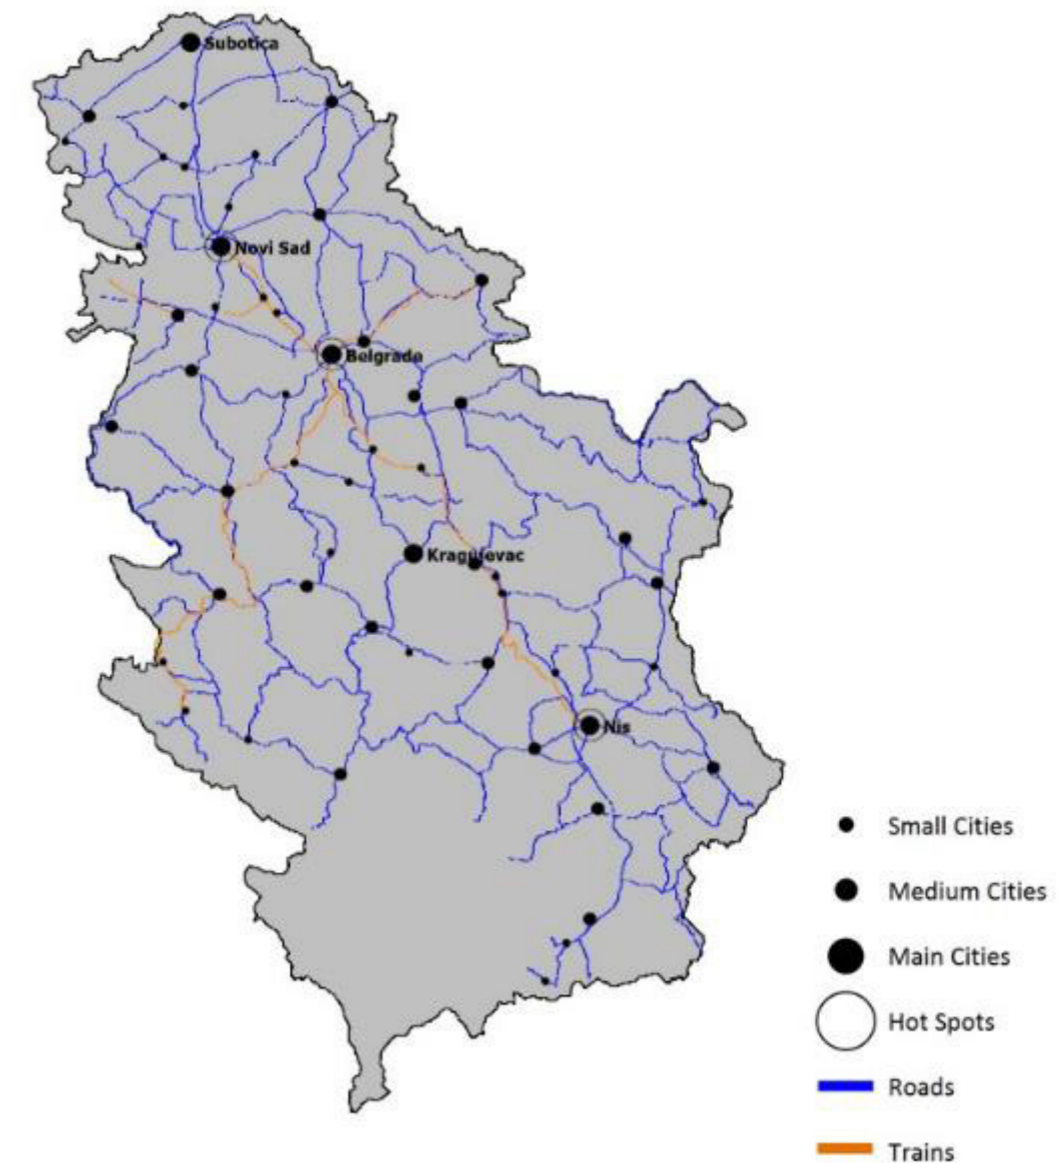 Subotica
Novi Sad
Belgrade
Kragujevac
Nis
Small Cities
Medium Cities
Main Cities
Hot Spots
Roads
Trains